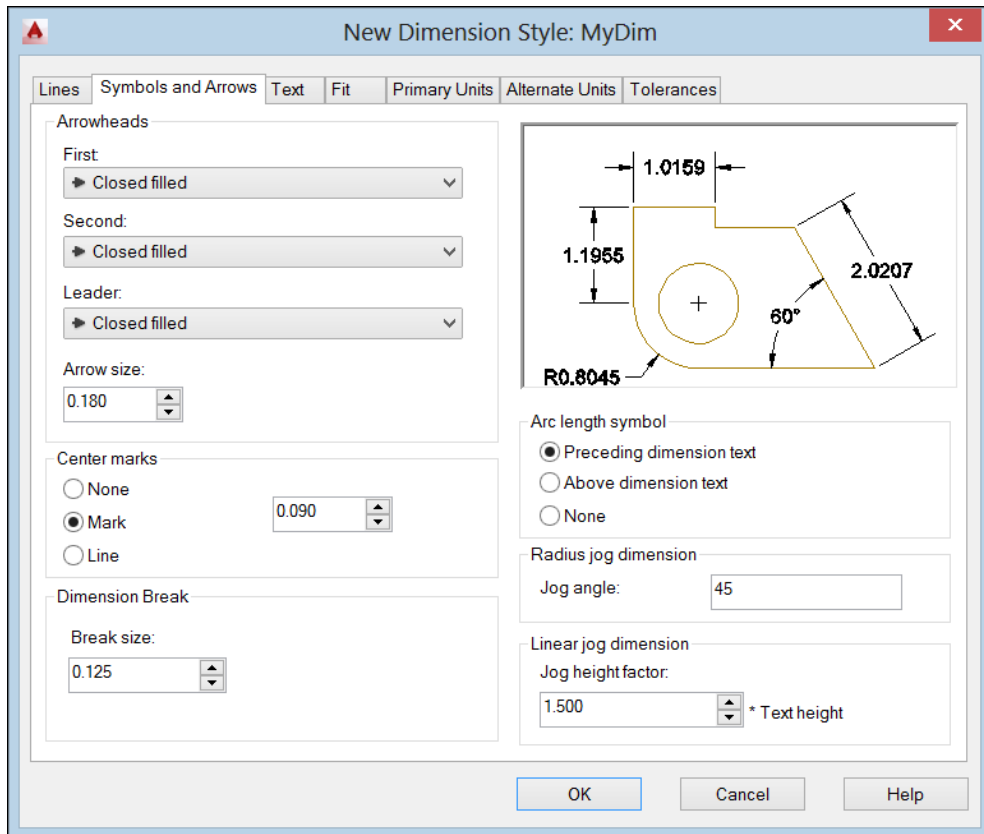 New Dimension Style: MyDim
Lines
Symbols and Arrows
Text
Fit
Primary Units
Alternate Units
Tolerances
Arrowheads
First:
Closed filled
Second:
Closed filled
Leader:
Closed filled
Arrow size:
0.180
Center marks
None
Mark
Line
0.090
Dimension Break
Break size:
0.125
1.0159
1.1955
2.0207
60°
R0.8045
Arc length symbol
Preceding dimension text
Above dimension text
None
Radius jog dimension
Jog angle:
45
Linear jog dimension
Jog height factor:
1.500
* Text height
OK
Cancel
Help